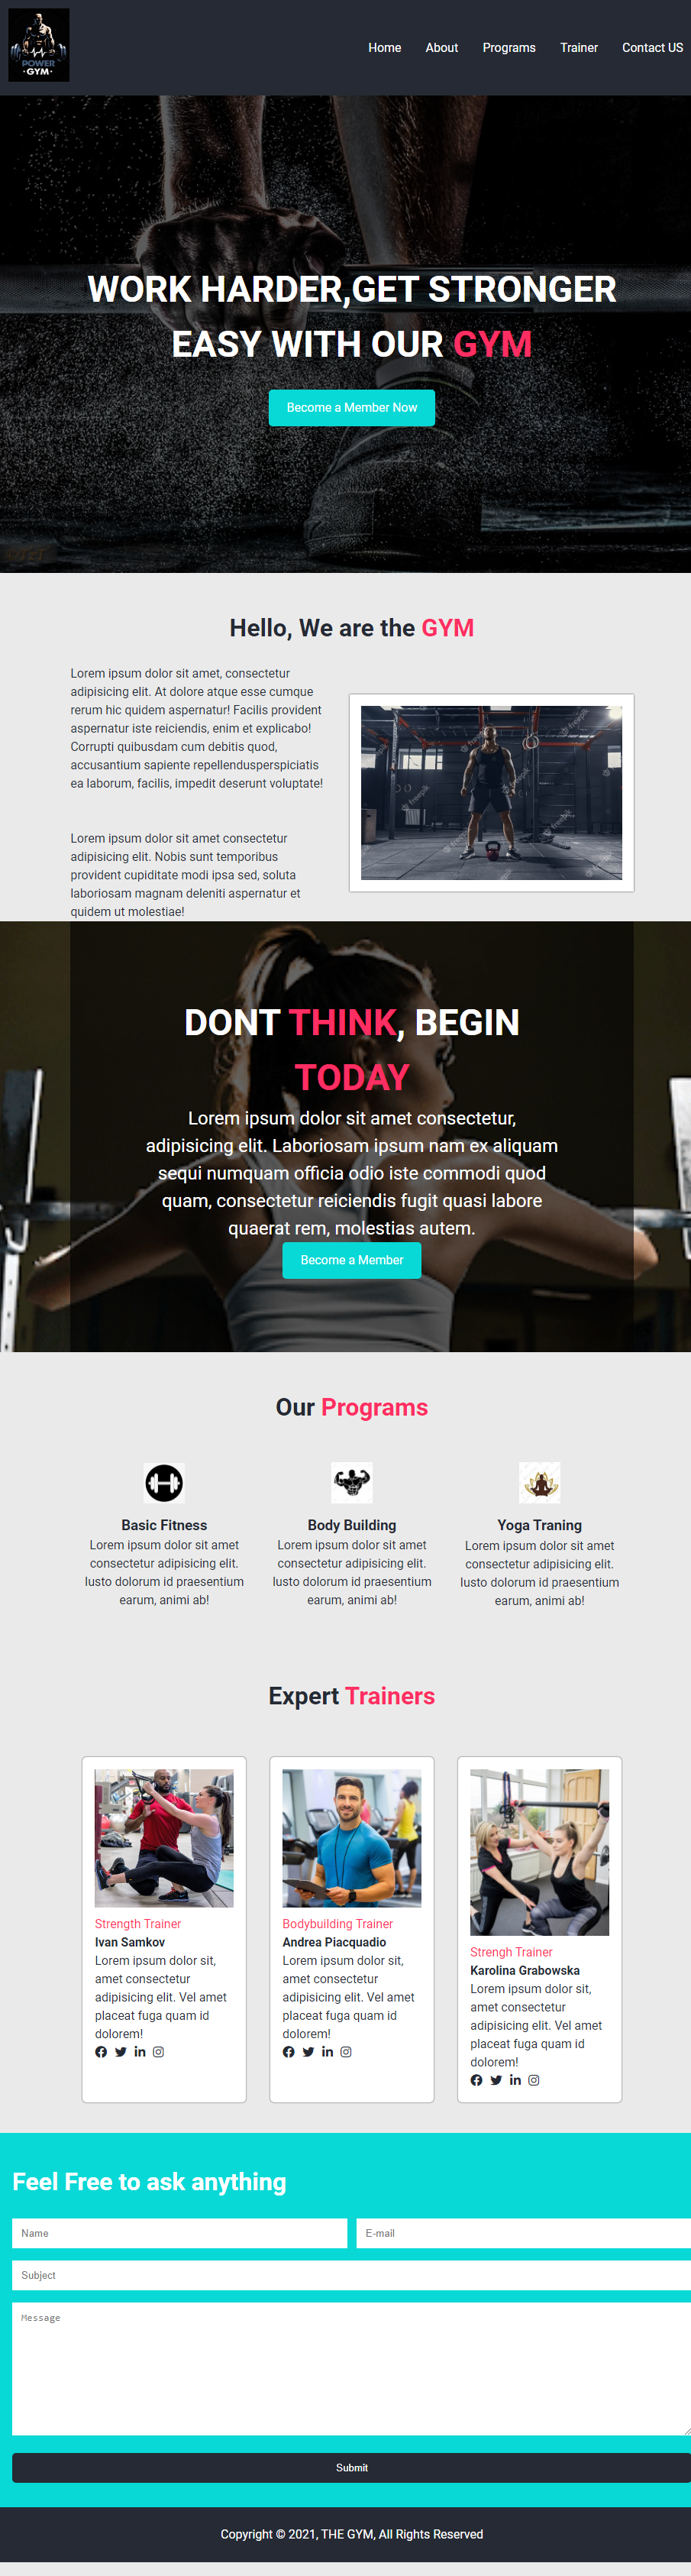 POWER
·GYM·
Home About Programs Trainer Contact US
WORK HARDER,GET STRONGER
EASY WITH OUR GYM
Become a Member Now
Hello, We are the GYM
Lorem ipsum dolor sit amet, consectetur
adipisicing elit. At dolore atque esse cumque
rerum hic quidem aspernatur! Facilis provident
aspernatur iste reiciendis, enim et explicabo!
Corrupti quibusdam cum debitis quod,
accusantium sapiente repellendusperspiciatis
ea laborum, facilis, impedit deserunt voluptate!
Lorem ipsum dolor sit amet consectetur
adipisicing elit. Nobis sunt temporibus
provident cupiditate modi ipsa sed, soluta
laboriosam magnam deleniti aspernatur et
quidem ut molestiae!
DONT THINK, BEGIN
TODAY
Lorem ipsum dolor sit amet consectetur,
adipisicing elit. Laboriosam ipsum nam ex aliquam
sequi numquam officia odio iste commodi quod
quam, consectetur reiciendis fugit quasi labore
quaerat rem, molestias autem.
Become a Member
Our Programs
Basic Fitness
Lorem ipsum dolor sit amet
consectetur adipisicing elit.
Iusto dolorum id praesentium
earum, animi ab!
Body Building
Lorem ipsum dolor sit amet
consectetur adipisicing elit.
Iusto dolorum id praesentium
earum, animi ab!
Yoga Traning
Lorem ipsum dolor sit amet
consectetur adipisicing elit.
Iusto dolorum id praesentium
earum, animi ab!
Expert Trainers
Strength Trainer
Ivan Samkov
Lorem ipsum dolor sit,
amet consectetur
adipisicing elit. Vel amet
placeat fuga quam id
dolorem!
Bodybuilding Trainer
Andrea Piacquadio
Lorem ipsum dolor sit,
amet consectetur
adipisicing elit. Vel amet
placeat fuga quam id
dolorem!
Strengh Trainer
Karolina Grabowska
Lorem ipsum dolor sit,
amet consectetur
adipisicing elit. Vel amet
placeat fuga quam id
dolorem!
Feel Free to ask anything
Name
E-mail
Subject
Message
Submit
Copyright © 2021, THE GYM, All Rights Reserved